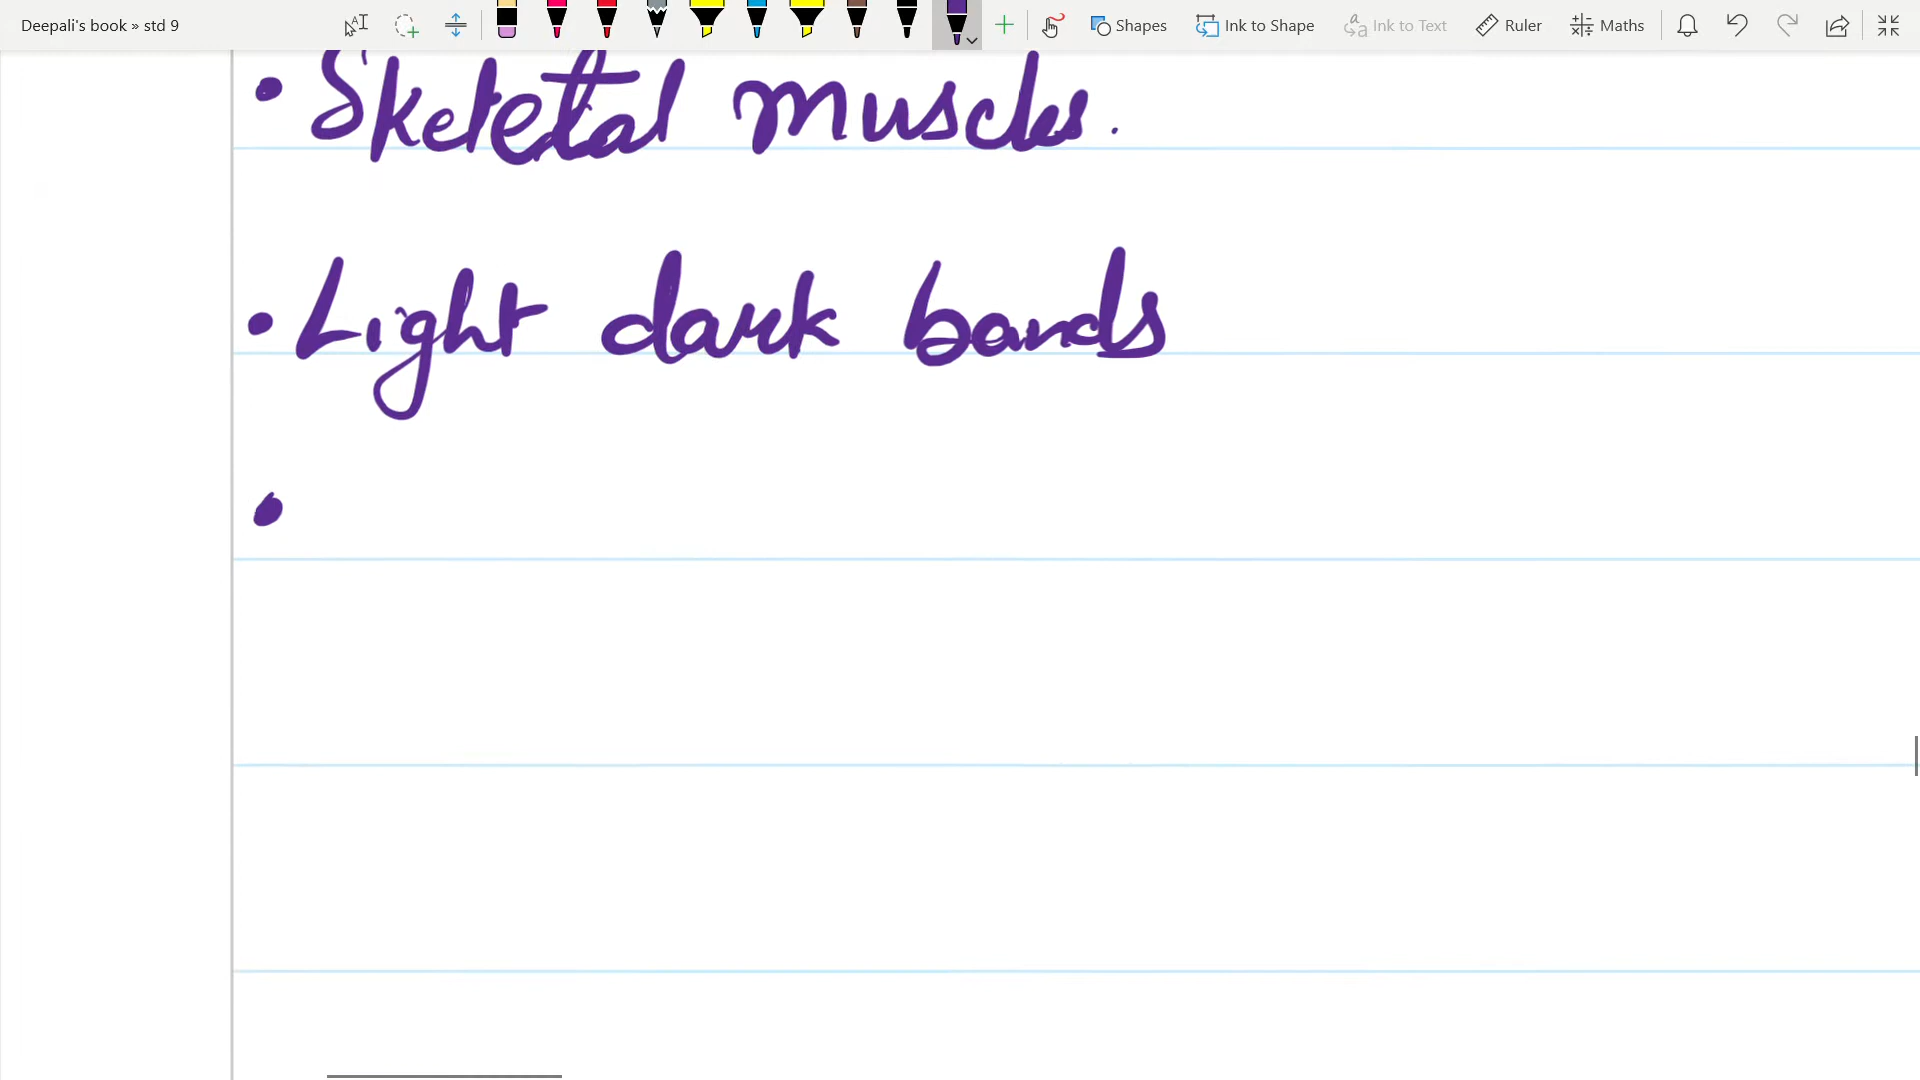 Deepali's book » std 9 Shapes Ink to Shape Ink to Text Ruler Maths
• Skeletal muscles.
• Light dark bands
•